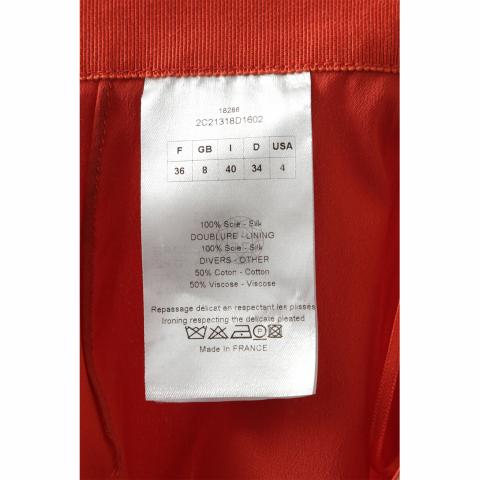 18286
2C21318D1602
F GB I D USA
36 8 40 34 4
100% Soie - Silk
DOUBLURE - LINING
100% Soie - Silk
DIVERS - OTHER
50% Coton - Cotton
50% Viscose - Viscose
Repassage délicat en respectant les plissés
Ironing respecting the delicate pleated
Made In FRANCE